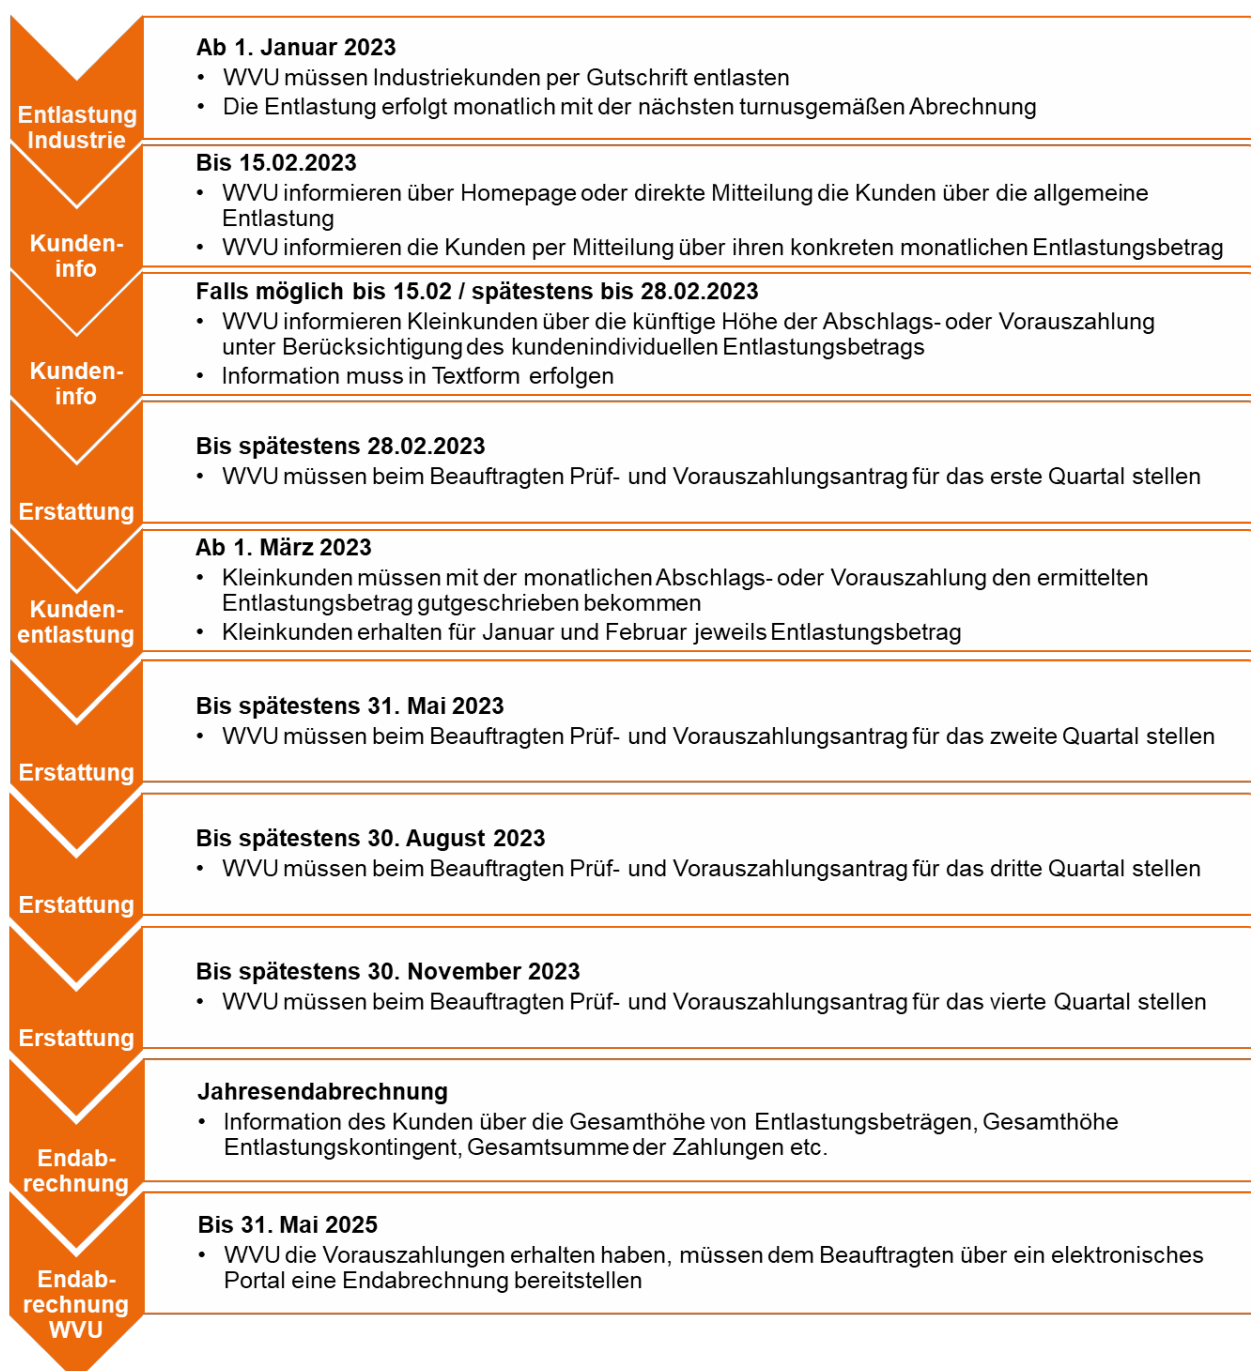 Entlastung
Industrie
Ab 1. Januar 2023
• WVU müssen Industriekunden per Gutschrift entlasten
• Die Entlastung erfolgt monatlich mit der nächsten turnusgemäßen Abrechnung
Kunden-
info
Bis 15.02.2023
• WVU informieren über Homepage oder direkte Mitteilung die Kunden über die allgemeine
Entlastung
• WVU informieren die Kunden per Mitteilung über ihren konkreten monatlichen Entlastungsbetrag
Kunden-
info
Falls möglich bis 15.02 / spätestens bis 28.02.2023
• WVU informieren Kleinkunden über die künftige Höhe der Abschlags- oder Vorauszahlung
unter Berücksichtigung des kundenindividuellen Entlastungsbetrags
• Information muss in Textform erfolgen
Erstattung
Bis spätestens 28.02.2023
• WVU müssen beim Beauftragten Prüf- und Vorauszahlungsantrag für das erste Quartal stellen
Kunden-
entlastung
Ab 1. März 2023
• Kleinkunden müssen mit der monatlichen Abschlags- oder Vorauszahlung den ermittelten
Entlastungsbetrag gutgeschrieben bekommen
• Kleinkunden erhalten für Januar und Februar jeweils Entlastungsbetrag
Erstattung
Bis spätestens 31. Mai 2023
• WVU müssen beim Beauftragten Prüf- und Vorauszahlungsantrag für das zweite Quartal stellen
Erstattung
Bis spätestens 30. August 2023
• WVU müssen beim Beauftragten Prüf- und Vorauszahlungsantrag für das dritte Quartal stellen
Erstattung
Bis spätestens 30. November 2023
• WVU müssen beim Beauftragten Prüf- und Vorauszahlungsantrag für das vierte Quartal stellen
Endab-
rechnung
Jahresendabrechnung
• Information des Kunden über die Gesamthöhe von Entlastungsbeträgen, Gesamthöhe
Entlastungskontingent, Gesamtsumme der Zahlungen etc.
Endab-
rechnung
WVU
Bis 31. Mai 2025
• WVU die Vorauszahlungen erhalten haben, müssen dem Beauftragten über ein elektronisches
Portal eine Endabrechnung bereitstellen